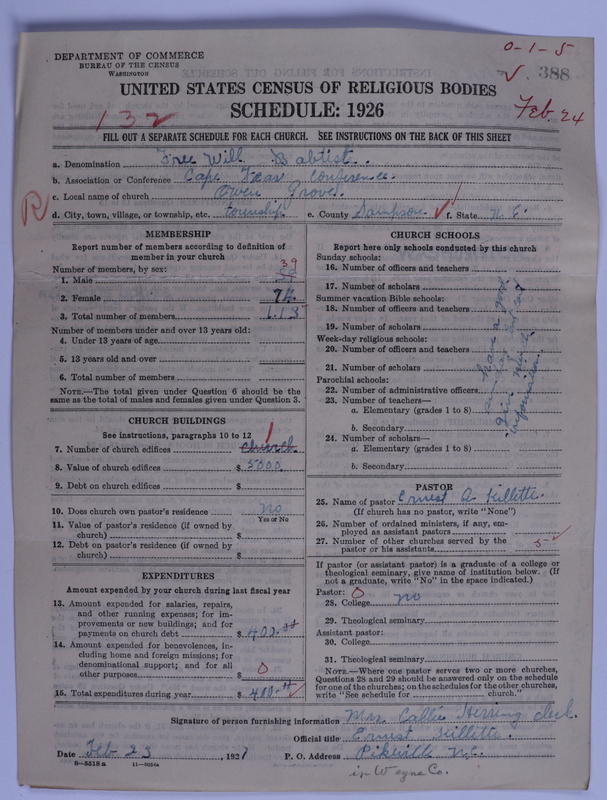 DEPARTMENT OF COMMERCE
BUREAU OF THE CENSUS
WASHINGTON
0-1-5
388
UNITED STATES CENSUS OF RELIGIOUS BODIES
SCHEDULE: 1926
132
Feb. 24
FILL OUT A SEPARATE SCHEDULE FOR EACH CHURCH. SEE INSTRUCTIONS ON THE BACK OF THIS SHEET
a. Denomination Free Will Babtist.
b. Association or Conference Cape Fear Conference.
c. Local name of church Owen Grove.
R
d. City, town, village, or township, etc. township e. County Sampson f. State N. C.
MEMBERSHIP
Report number of members according to definition of
member in your church
Number of members, by sex:
1. Male 39
2. Female 74
3. Total number of members 113
Number of members under and over 13 years old:
4. Under 13 years of age
5. 13 years old and over
6. Total number of members
NOTE.—The total given under Question 6 should be
the same as the total of males and females given under Question 3.
CHURCH BUILDINGS
See instructions, paragraphs 10 to 12
7. Number of church edifices church 1
8. Value of church edifices $ 5000
9. Debt on church edifices $
10. Does church own pastor's residence no
Yes or No
11. Value of pastor's residence (if owned by
church) $
12. Debt on pastor's residence (if owned by
church) $
EXPENDITURES
Amount expended by your church during last fiscal year
13. Amount expended for salaries, repairs,
and other running expenses; for im-
provements or new buildings; and for
payments on church debt $ 400.00
14. Amount expended for benevolences, in-
cluding home and foreign missions; for
denominational support; and for all
other purposes $ 0
15. Total expenditures during year $ 400
CHURCH SCHOOLS
Report here only schools conducted by this church
Sunday schools:
16. Number of officers and teachers
17. Number of scholars
Summer vacation Bible schools:
18. Number of officers and teachers
19. Number of scholars
Week-day religious schools:
20. Number of officers and teachers
21. Number of scholars
Parochial schools:
22. Number of administrative officers
23. Number of teachers—
a. Elementary (grades 1 to 8)
b. Secondary
24. Number of scholars—
a. Elementary (grades 1 to 8)
b. Secondary
have a good
information
PASTOR
25. Name of pastor Ernest A. Killette.
(If church has no pastor, write "None")
26. Number of ordained ministers, if any, em-
ployed as assistant pastors
27. Number of other churches served by the
pastor or his assistants 5
If pastor (or assistant pastor) is a graduate of a college or
theological seminary, give name of institution below. (If
not a graduate, write "No" in the space indicated.)
Pastor: 0
28. College no
29. Theological seminary
Assistant pastor:
30. College
31. Theological seminary
NOTE.—Where one pastor serves two or more churches,
Questions 28 and 29 should be answered only on the schedule
for one of the churches; on the schedules for the other churches,
write "See schedule for church."
Signature of person furnishing information Mrs. Callie Herring clerk.
Official title Ernest Killette.
Date Feb 23, 1927 P. O. Address Pikeville N.C.
8-5518a 11-9054a
in Wayne Co.